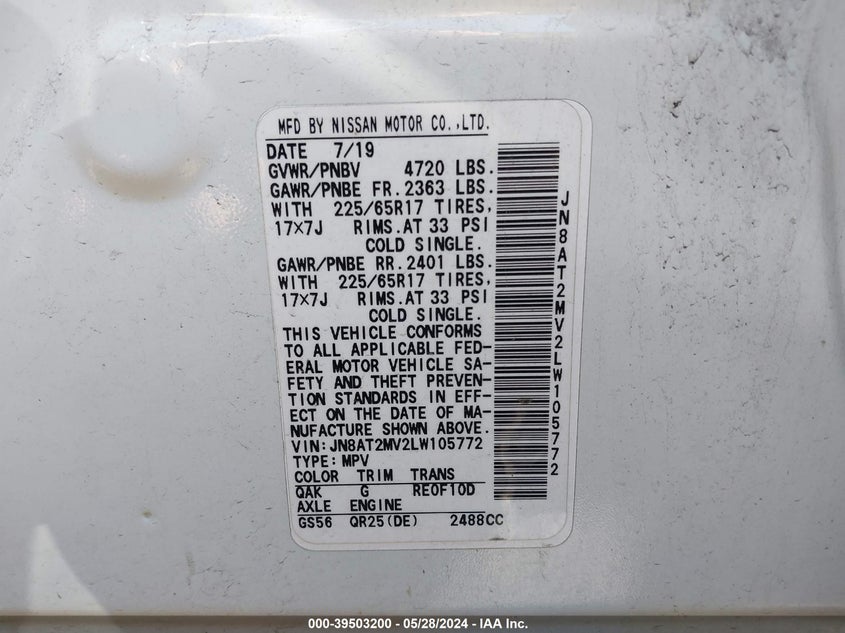 MFD BY NISSAN MOTOR CO.,LTD.
DATE 7/19
GVWR/PNBV 4720 LBS.
GAWR/PNBE FR.2363 LBS.
WITH 225/65R17 TIRES,
17×7J RIMS.AT 33 PSI
COLD SINGLE.
GAWR/PNBE RR.2401 LBS.
WITH 225/65R17 TIRES,
17×7J RIMS.AT 33 PSI
COLD SINGLE.
THIS VEHICLE CONFORMS
TO ALL APPLICABLE FED-
ERAL MOTOR VEHICLE SA-
FETY AND THEFT PREVEN-
TION STANDARDS IN EFF-
ECT ON THE DATE OF MA-
NUFACTURE SHOWN ABOVE.
VIN:JN8AT2MV2LW105772
TYPE:MPV
COLOR TRIM TRANS
QAK G RE0F10D
AXLE ENGINE
GS56 QR25(DE) 2488CC
JN8AT2MV2LW105772
000-39503200 - 05/28/2024 - IAA Inc.